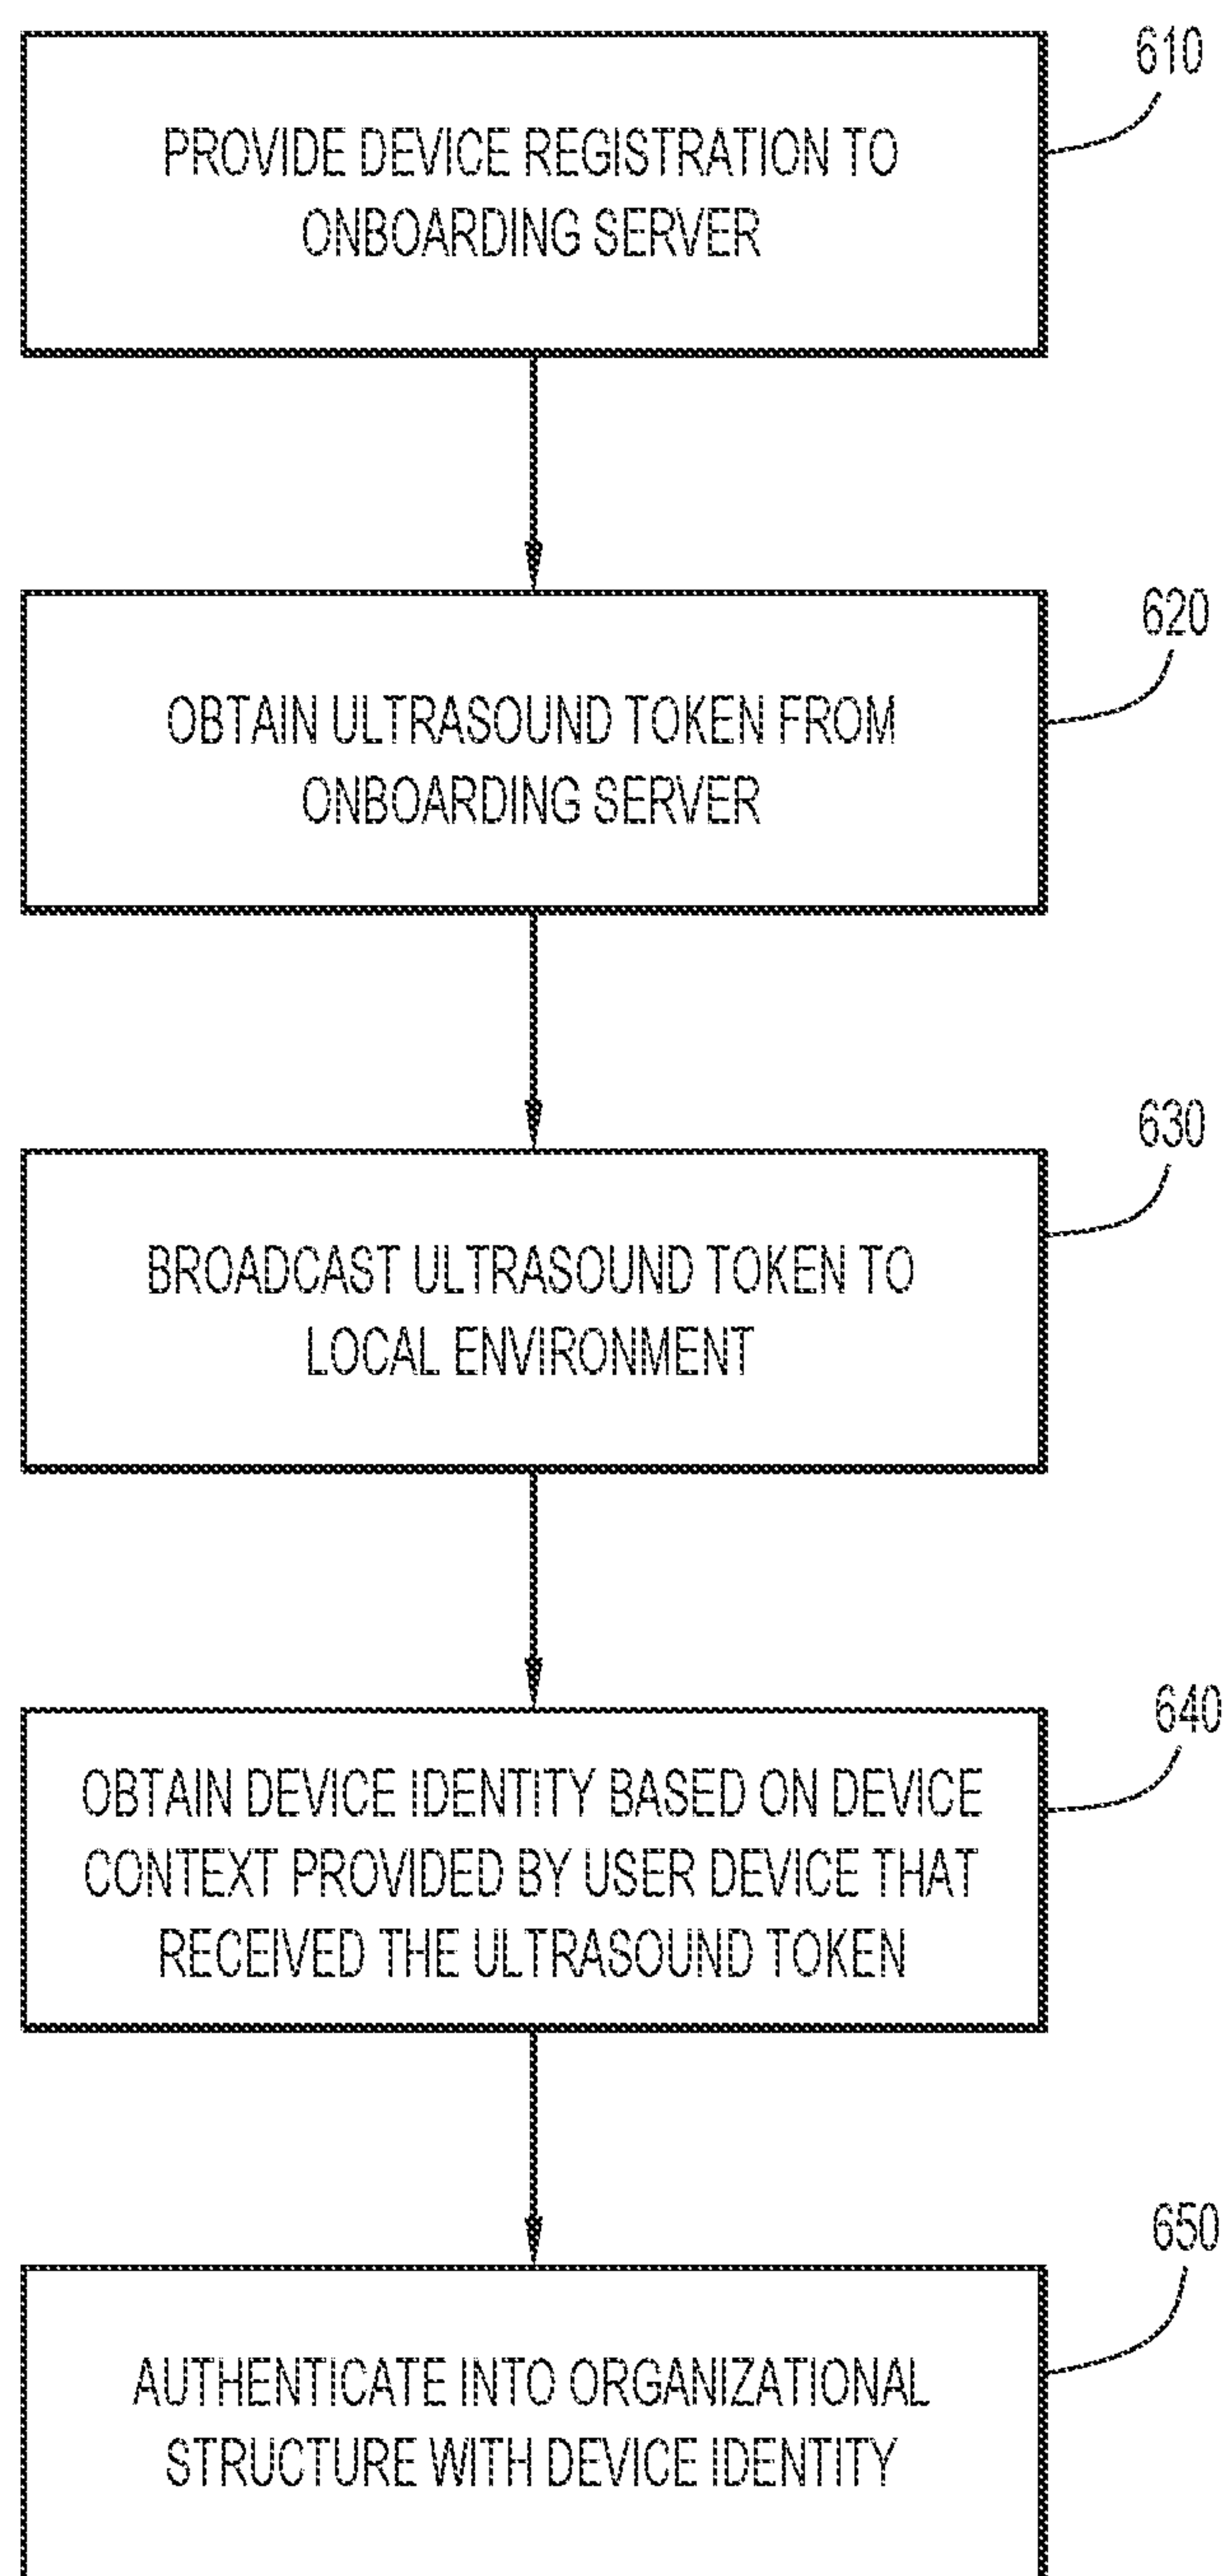 610
PROVIDE DEVICE REGISTRATION TO
ONBOARDING SERVER
620
OBTAIN ULTRASOUND TOKEN FROM
ONBOARDING SERVER
630
BROADCAST ULTRASOUND TOKEN TO
LOCAL ENVIRONMENT
640
OBTAIN DEVICE IDENTITY BASED ON DEVICE
CONTEXT PROVIDED BY USER DEVICE THAT
RECEIVED THE ULTRASOUND TOKEN
650
AUTHENTICATE INTO ORGANIZATIONAL
STRUCTURE WITH DEVICE IDENTITY